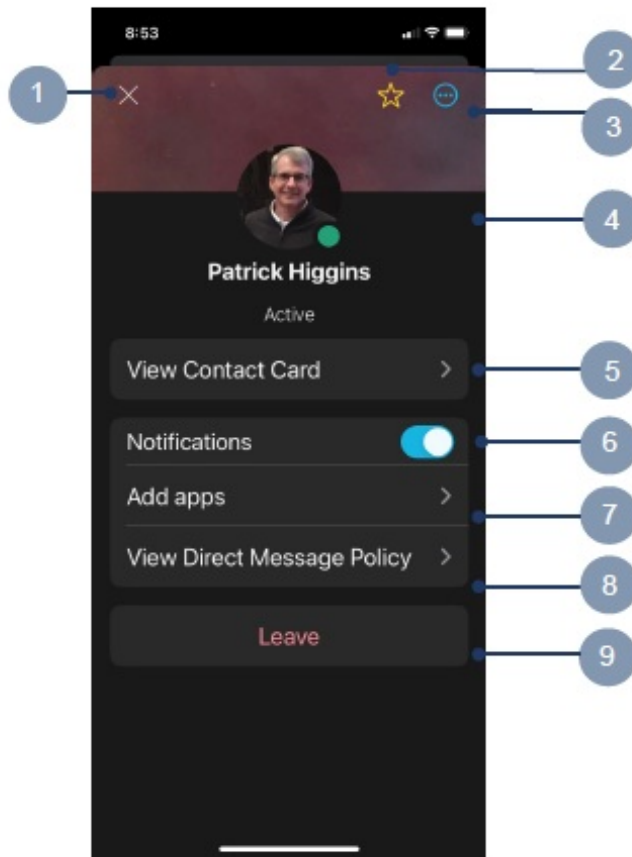 8:53
1
2
3
4
Patrick Higgins
Active
View Contact Card
5
Notifications
6
Add apps
7
View Direct Message Policy
8
Leave
9